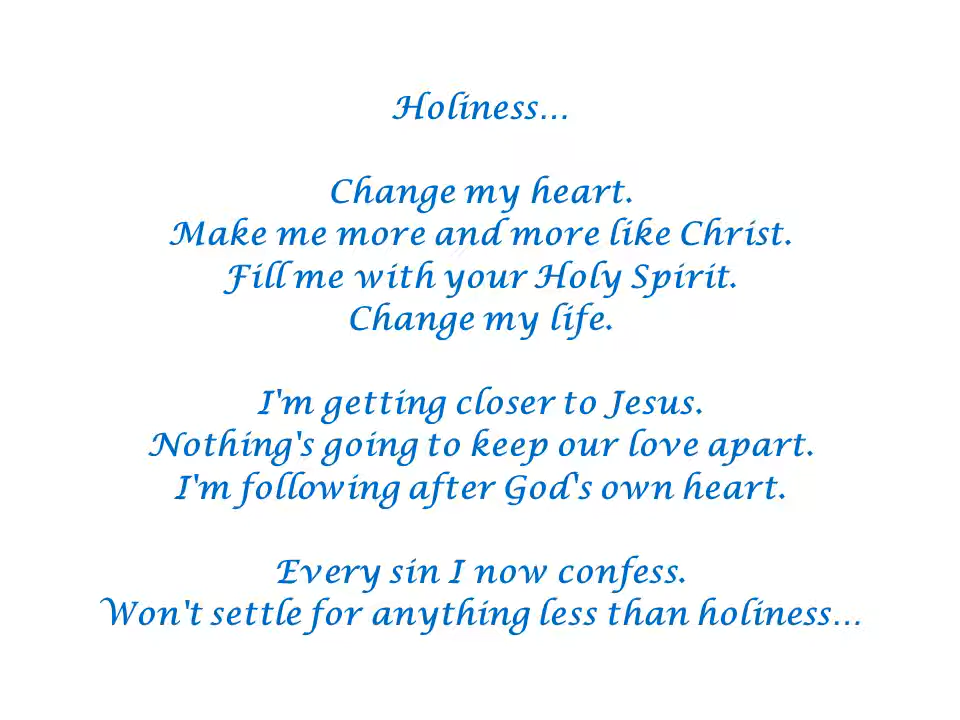 Holiness…
Change my heart.
Make me more and more like Christ.
Fill me with your Holy Spirit.
Change my life.
I'm getting closer to Jesus.
Nothing's going to keep our love apart.
I'm following after God's own heart.
Every sin I now confess.
Won't settle for anything less than holiness…